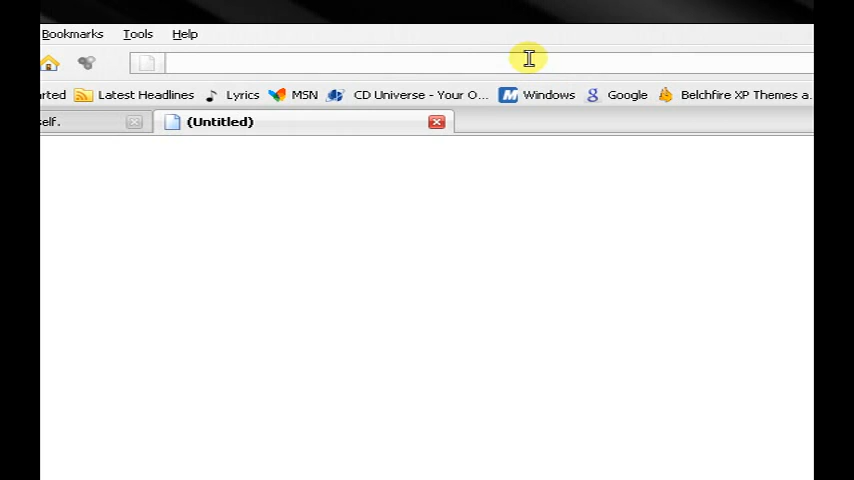 Bookmarks Tools Help
rted Latest Headlines Lyrics MSN CD Universe - Your O... Windows Google Belchfire XP Themes a.
elf. (Untitled)